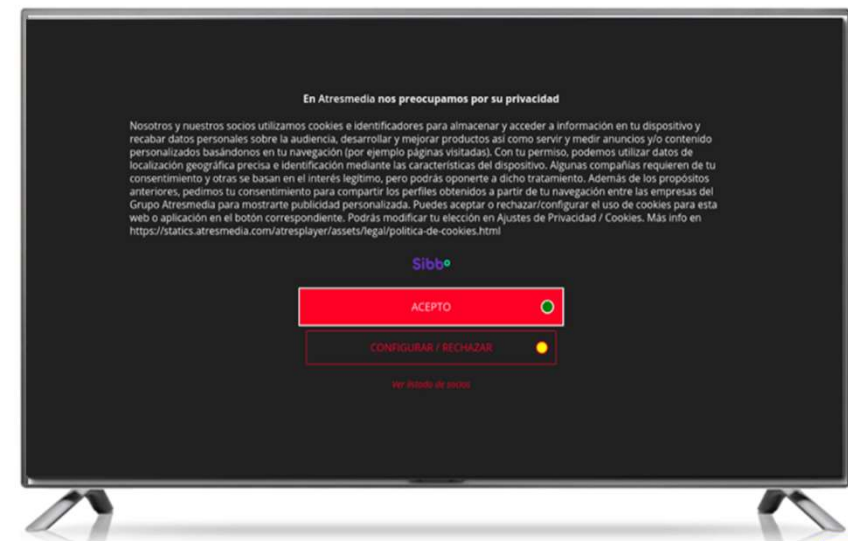 En Atresmedia nos preocupamos por su privacidad
Nosotros y nuestros socios utilizamos cookies e identificadores para almacenar y acceder a información en tu dispositivo y
recabar datos personales sobre la audiencia, desarrollar y mejorar productos así como servir y medir anuncios y/o contenido
personalizados basándonos en tu navegación (por ejemplo páginas visitadas). Con tu permiso, podemos utilizar datos de
localización geográfica precisa e identificación mediante las características del dispositivo. Algunas compañías requieren de tu
consentimiento y otras se basan en el interés legítimo, pero podrás oponerte a dicho tratamiento. Además de los propósitos
anteriores, pedimos tu consentimiento para compartir los perfiles obtenidos a partir de tu navegación entre las empresas del
Grupo Atresmedia para mostrarte publicidad personalizada. Puedes aceptar o rechazar/configurar el uso de cookies para esta
web o aplicación en el botón correspondiente. Podrás modificar tu elección en Ajustes de Privacidad / Cookies. Más info en
https://statics.atresmedia.com/atresplayer/assets/legal/politica-de-cookies.html
Sibbo
ACEPTO
CONFIGURAR / RECHAZAR
Ver listado de socios